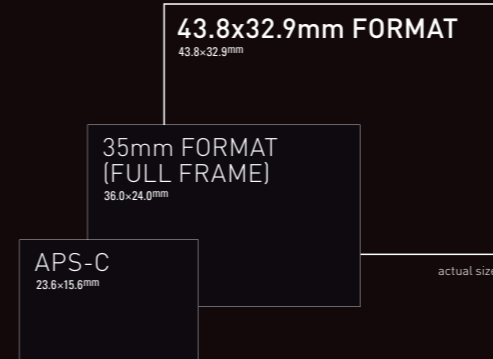 43.8x32.9mm FORMAT
43.8×32.9mm
35mm FORMAT
(FULL FRAME)
36.0×24.0mm
APS-C
23.6×15.6mm
actual size